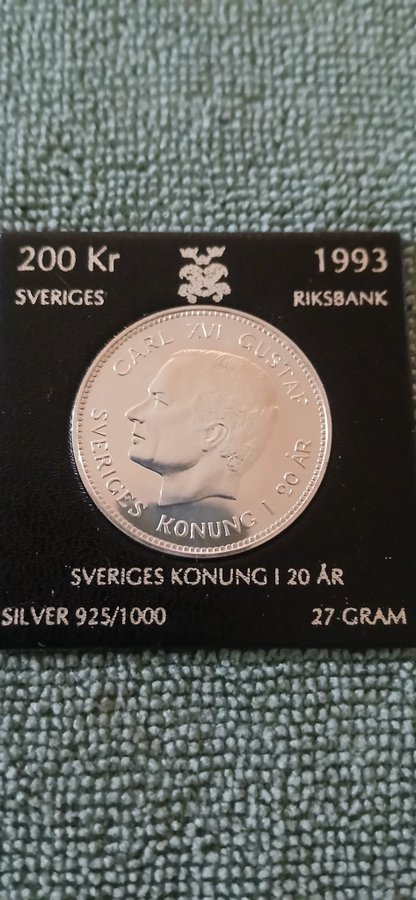 200 Kr
1993
SVERIGES
RIKSBANK
CARL XVI GUSTAF
SVERIGES KONUNG I 20 ÅR
SVERIGES KONUNG I 20 ÅR
SILVER 925/1000
27 GRAM